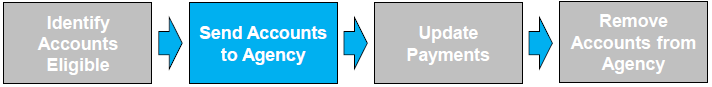 Identify
Accounts
Eligible
Send Accounts
to Agency
Update
Payments
Remove
Accounts from
Agency